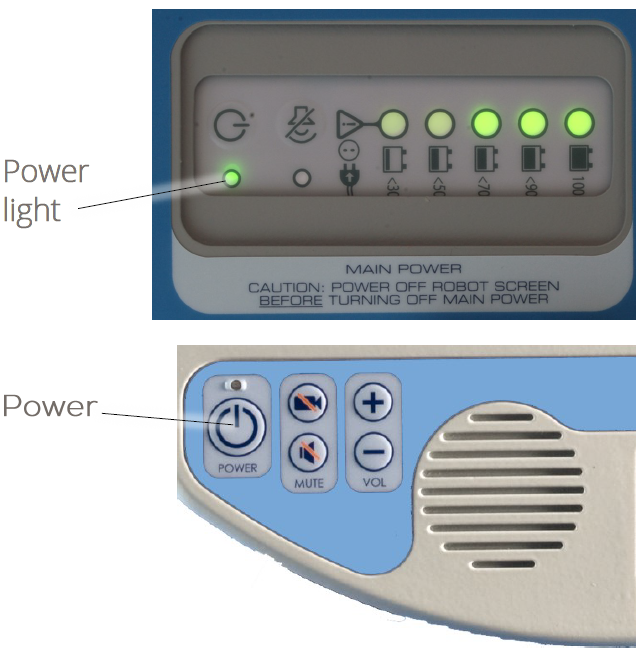 Power
light
<30
<50
<70
<90
100
MAIN POWER
CAUTION: POWER OFF ROBOT SCREEN
BEFORE TURNING OFF MAIN POWER
Power
POWER
MUTE
VOL